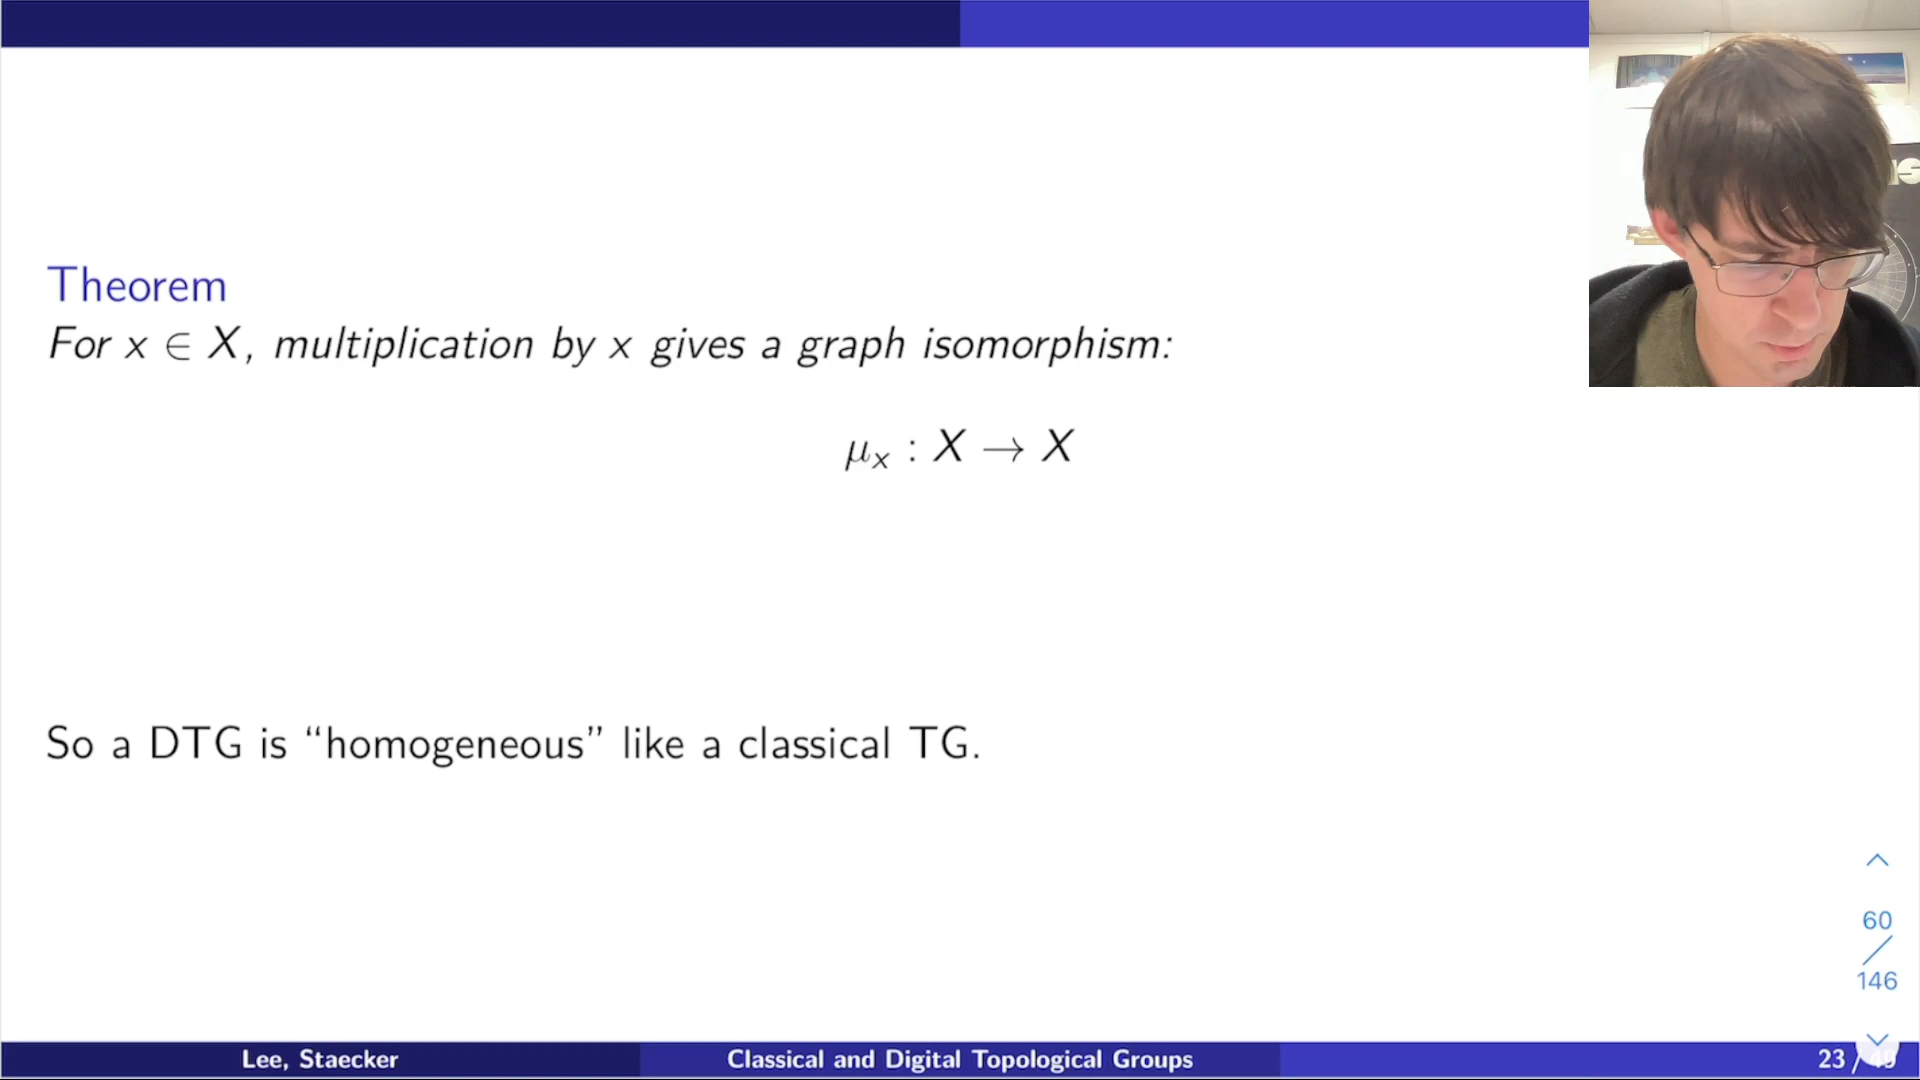 Theorem
For x ∈ X, multiplication by x gives a graph isomorphism:
μₓ : X → X
So a DTG is “homogeneous” like a classical TG.
60
/
146
Lee, Staecker
Classical and Digital Topological Groups
23 /